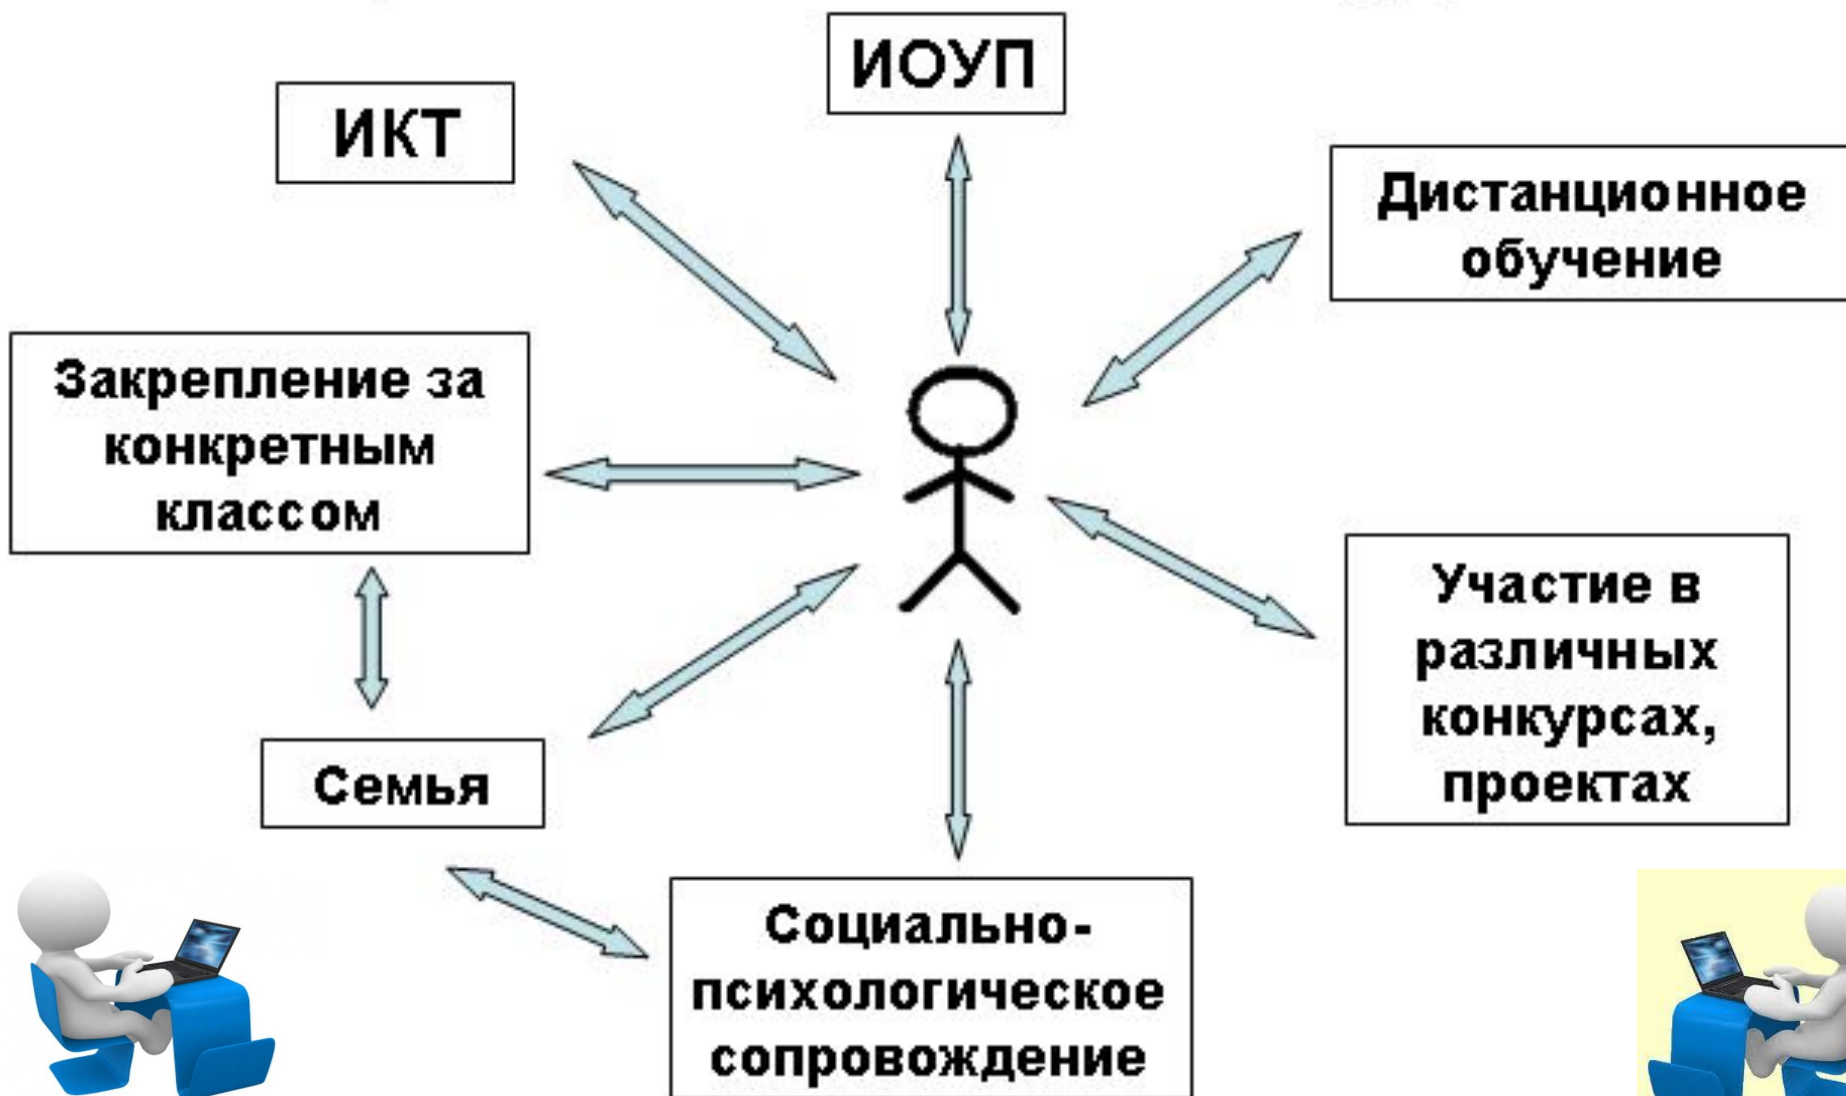 ИОУП
ИКТ
Дистанционное
обучение
Закрепление за
конкретным
классом
Участие в
различных
конкурсах,
проектах
Семья
Социально-
психологическое
сопровождение